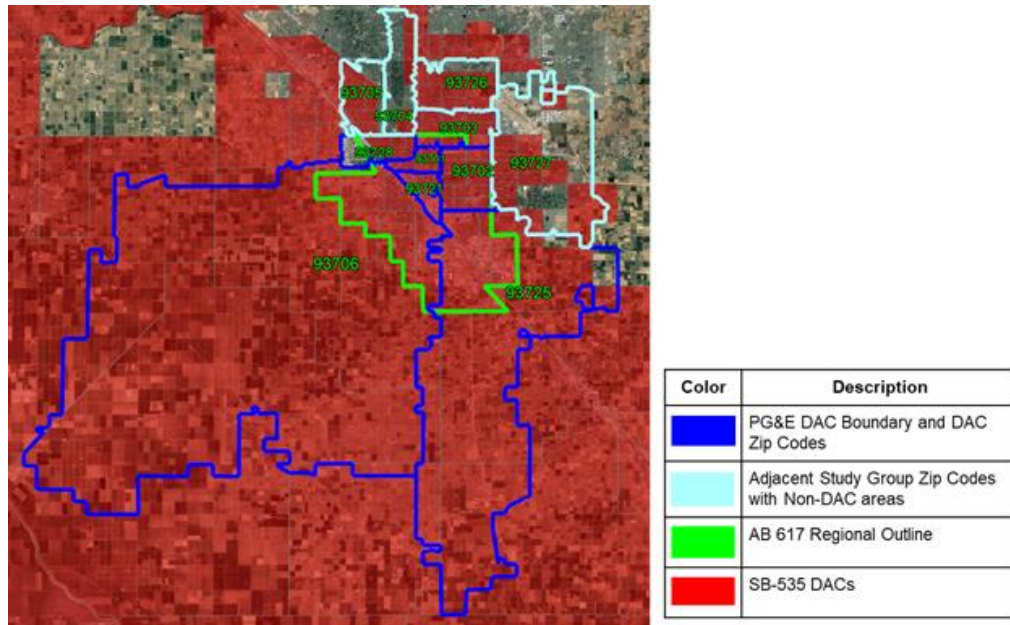 93705
93726
93704
93703
93728
93702
93727
93721
93706
93725
Color Description
PG&E DAC Boundary and DAC
Zip Codes
Adjacent Study Group Zip Codes
with Non-DAC areas
AB 617 Regional Outline
SB-535 DACs